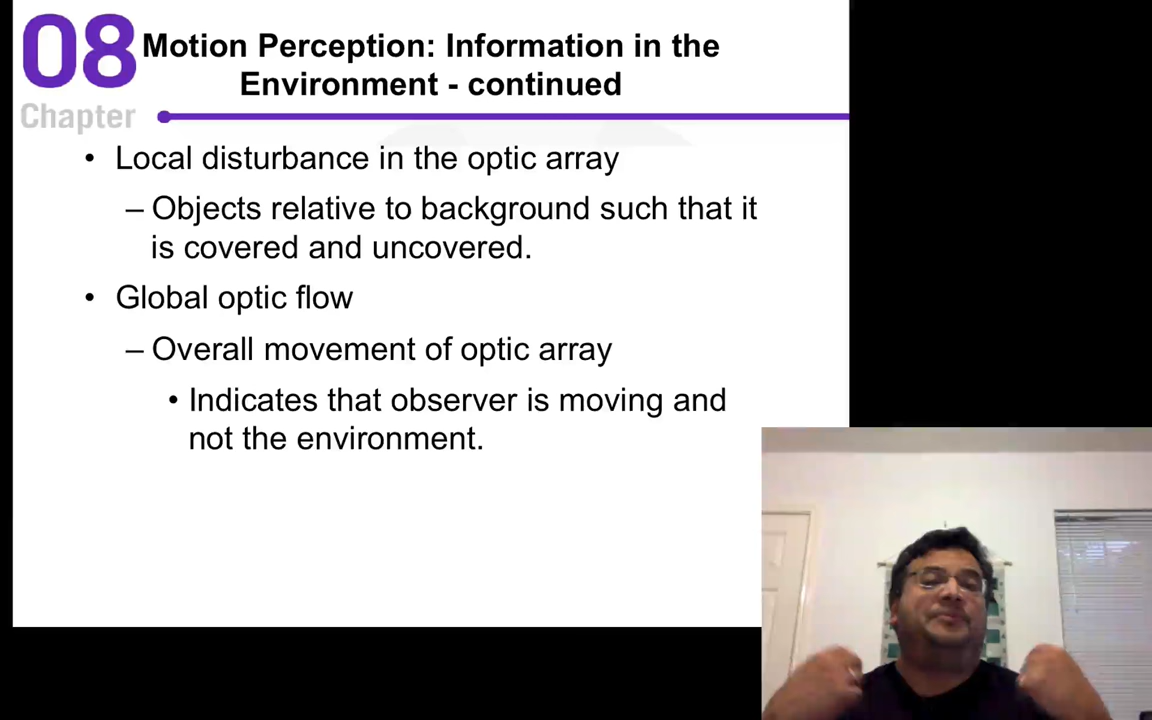 08
Chapter
Motion Perception: Information in the
Environment - continued
• Local disturbance in the optic array
– Objects relative to background such that it
is covered and uncovered.
• Global optic flow
– Overall movement of optic array
• Indicates that observer is moving and
not the environment.